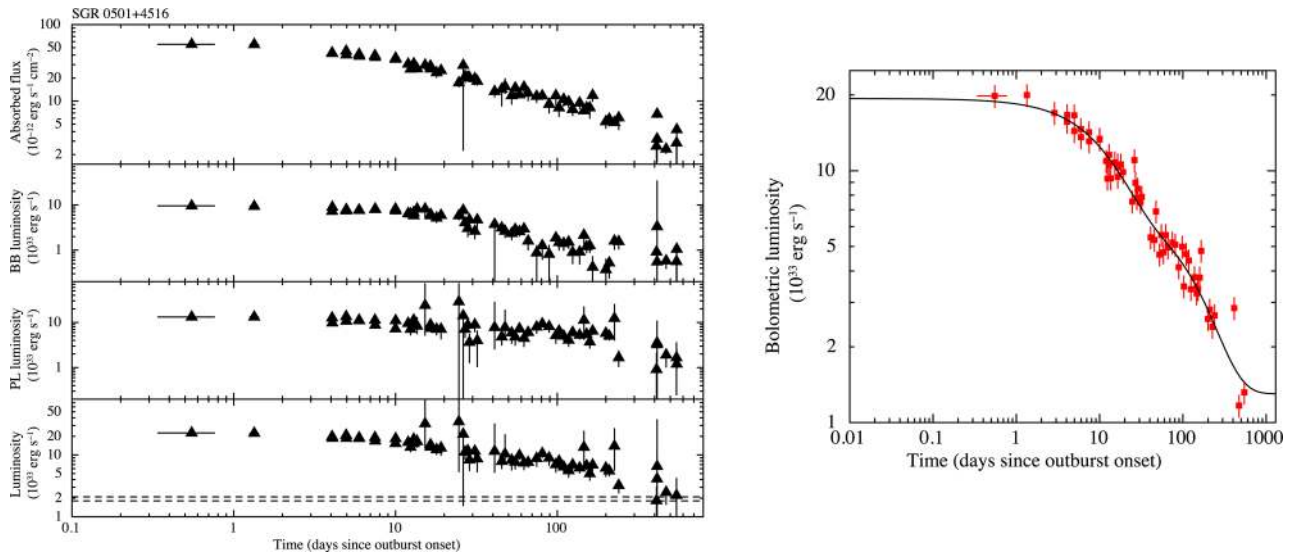 SGR 0501+4516
Absorbed flux
(10⁻¹² erg s⁻¹ cm⁻²)
100
50
20
10
5
2
BB luminosity
(10³³ erg s⁻¹)
10
1
PL luminosity
(10³³ erg s⁻¹)
10
1
Luminosity
(10³³ erg s⁻¹)
50
20
10
5
2
1
0.1 1 10 100
Time (days since outburst onset)
Bolometric luminosity
(10³³ erg s⁻¹)
20
10
5
2
1
0.01 0.1 1 10 100 1000
Time (days since outburst onset)